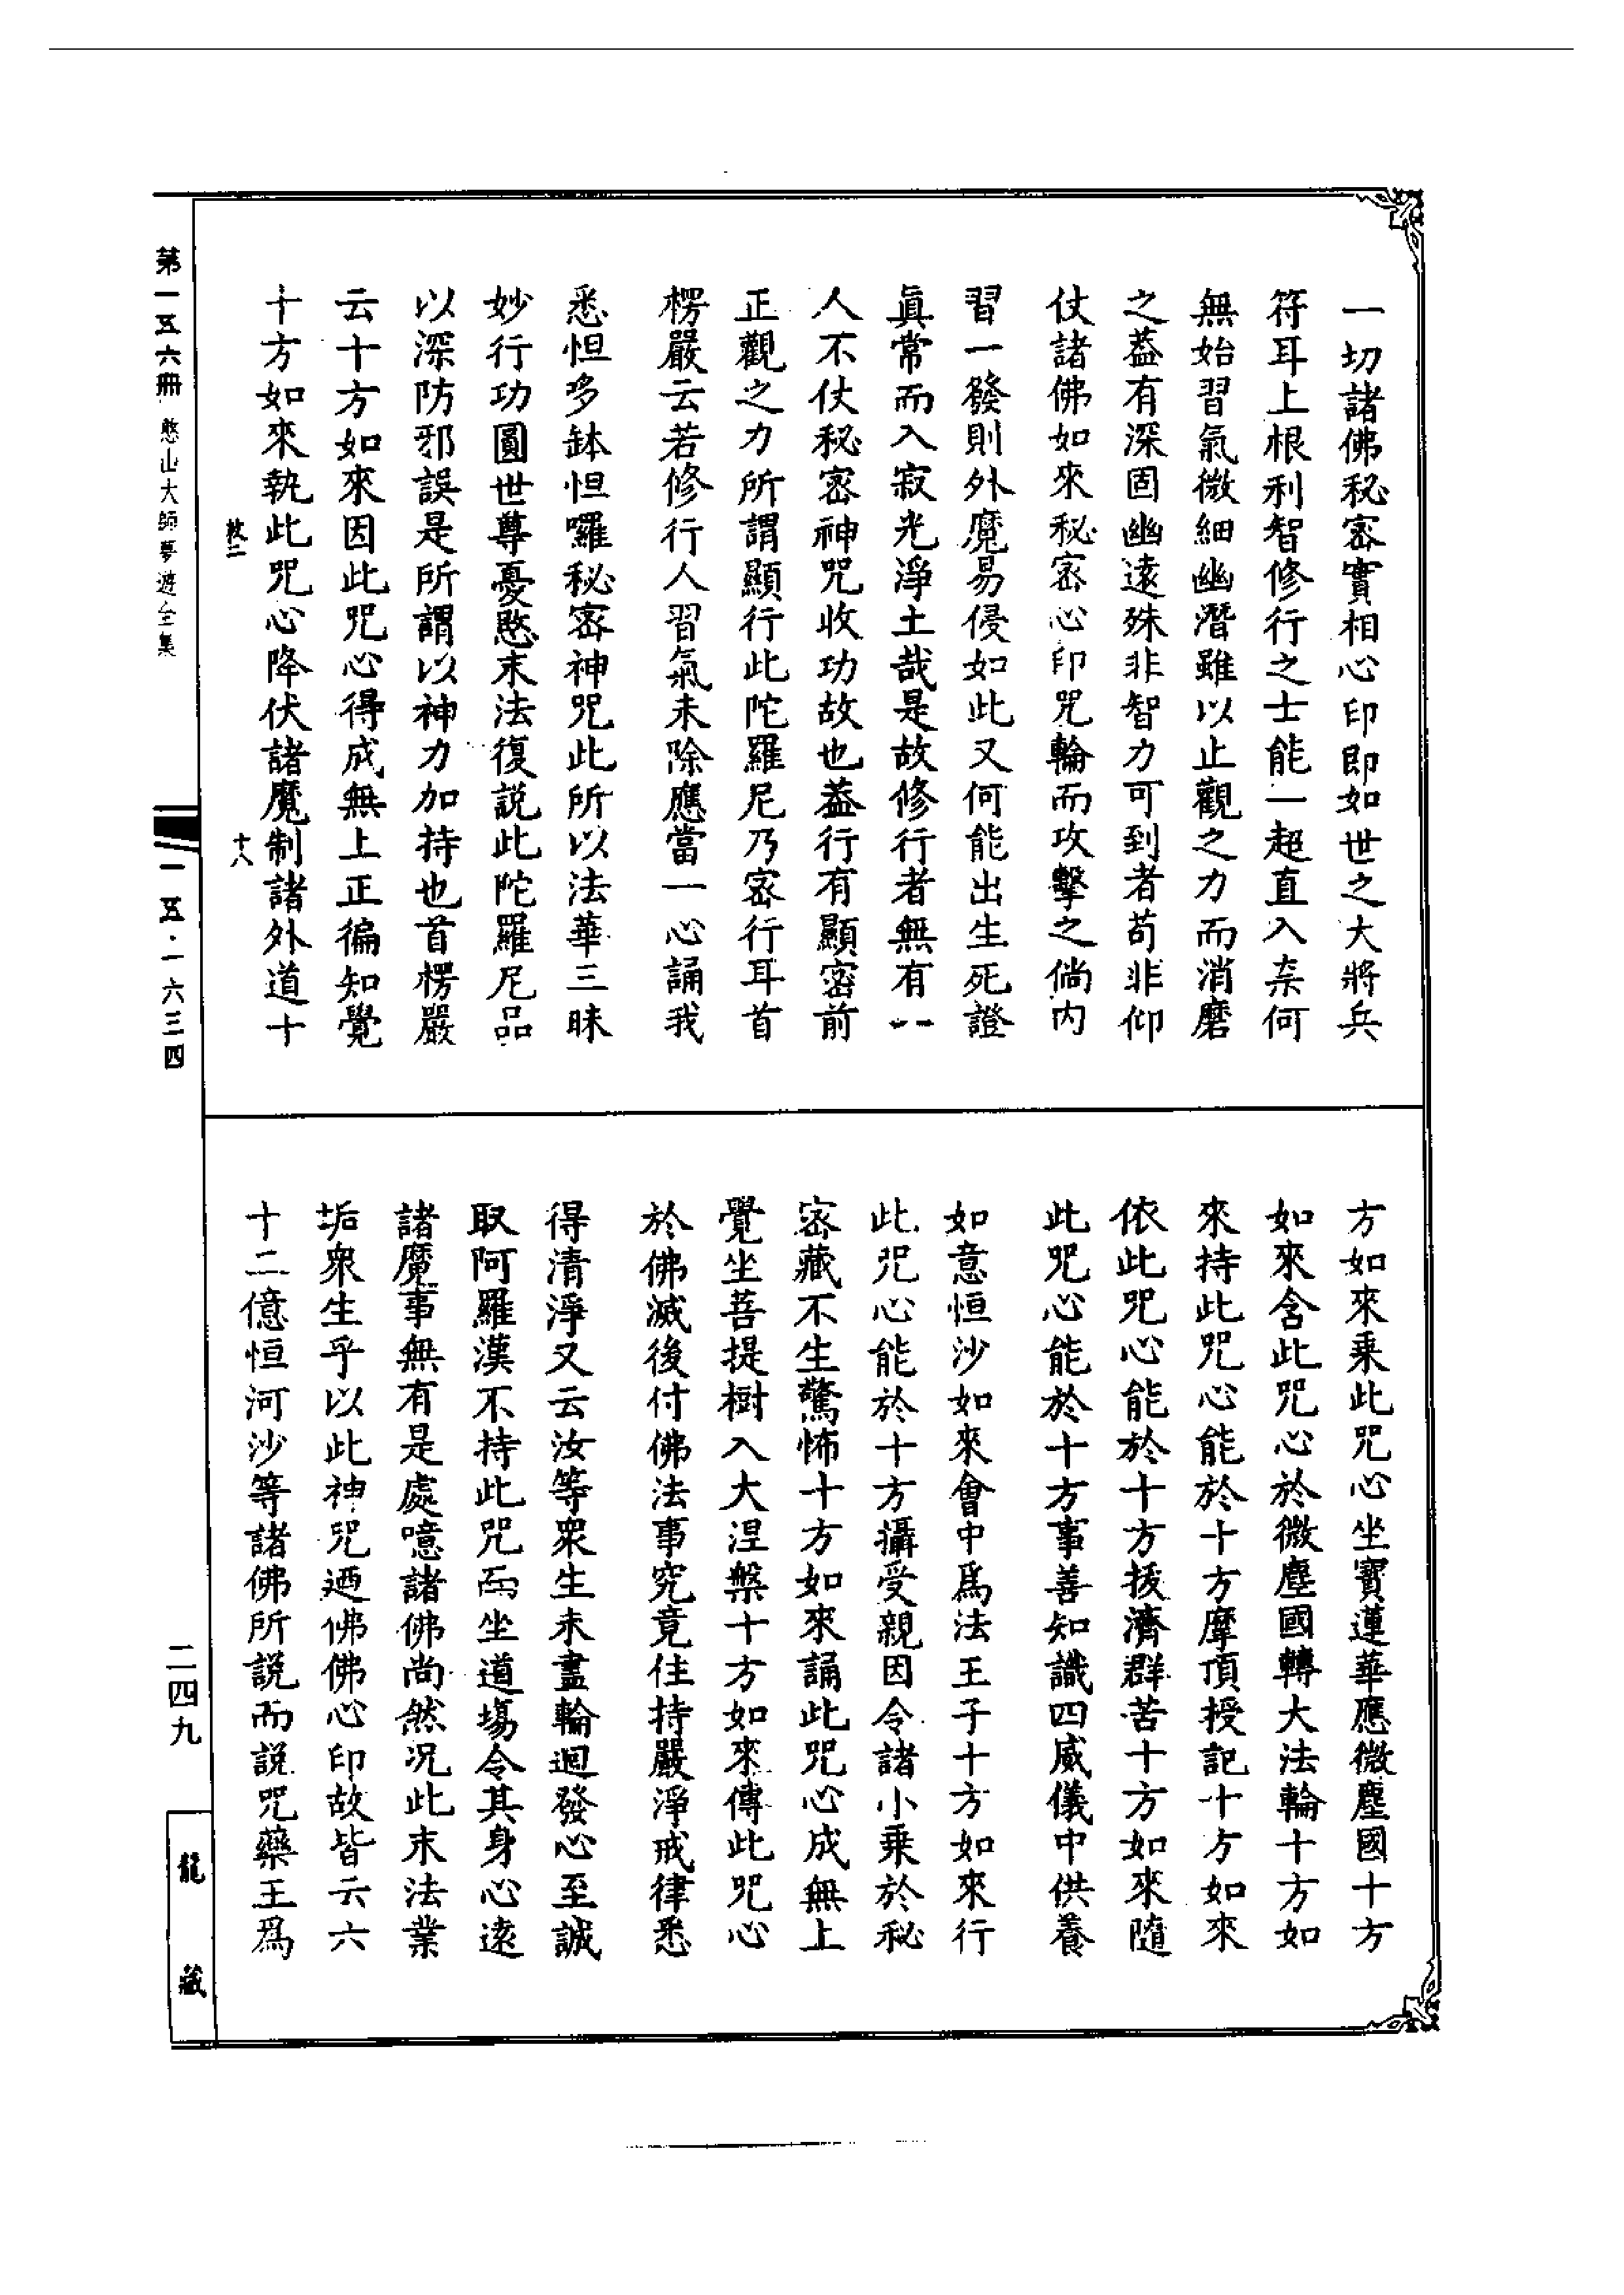 一切諸佛秘密實相心印即如世之大將兵
符耳上根利智修行之士能一超直入柰何
無始習氣微細幽潛雖以止觀之力而消磨
之葢有深固幽遠殊非智力可到者苟非仰
仗諸佛如來秘密心印咒輪而攻擊之倘内
習一發則外魔易侵如此又何能出生死證
眞常而入寂光淨土哉是故修行者無有一
人不仗秘密神咒收功故也葢行有顯密前
正觀之力所謂顯行此陀羅尼乃密行耳首
楞嚴云若修行人習氣未除應當一心誦我
悉怛多鉢怛囉秘密神咒此所以法華三昧
妙行功圓世尊憂愍末法復説此陀羅尼品
以深防邪誤是所謂以神力加持也首楞嚴
云十方如來因此咒心得成無上正徧知覺
十方如來執此咒心降伏諸魔制諸外道十
方如來乘此咒心坐寶蓮華應微塵國十方
如來含此咒心於微塵國轉大法輪十方如
來持此咒心能於十方摩頂授記十方如來
依此咒心能於十方拔濟群苦十方如來隨
此咒心能於十方事善知識四威儀中供養
如意恒沙如來會中爲法王子十方如來行
此咒心能於十方攝受親因令諸小乘於秘
密藏不生驚怖十方如來誦此咒心成無上
覺坐菩提樹入大涅槃十方如來傳此咒心
於佛滅後付佛法事究竟住持嚴淨戒律悉
得清淨又云汝等衆生未盡輪迴發心至誠
取阿羅漢不持此咒而坐道場令其身心遠
諸魔事無有是處噫諸佛尚然况此末法業
垢衆生乎以此神咒迺佛佛心印故皆云六
十二億恒河沙等諸佛所説而説咒藥王爲
第一五六冊 憨山大師夢遊全集
十八
一五·一六三四
二四九
龍藏